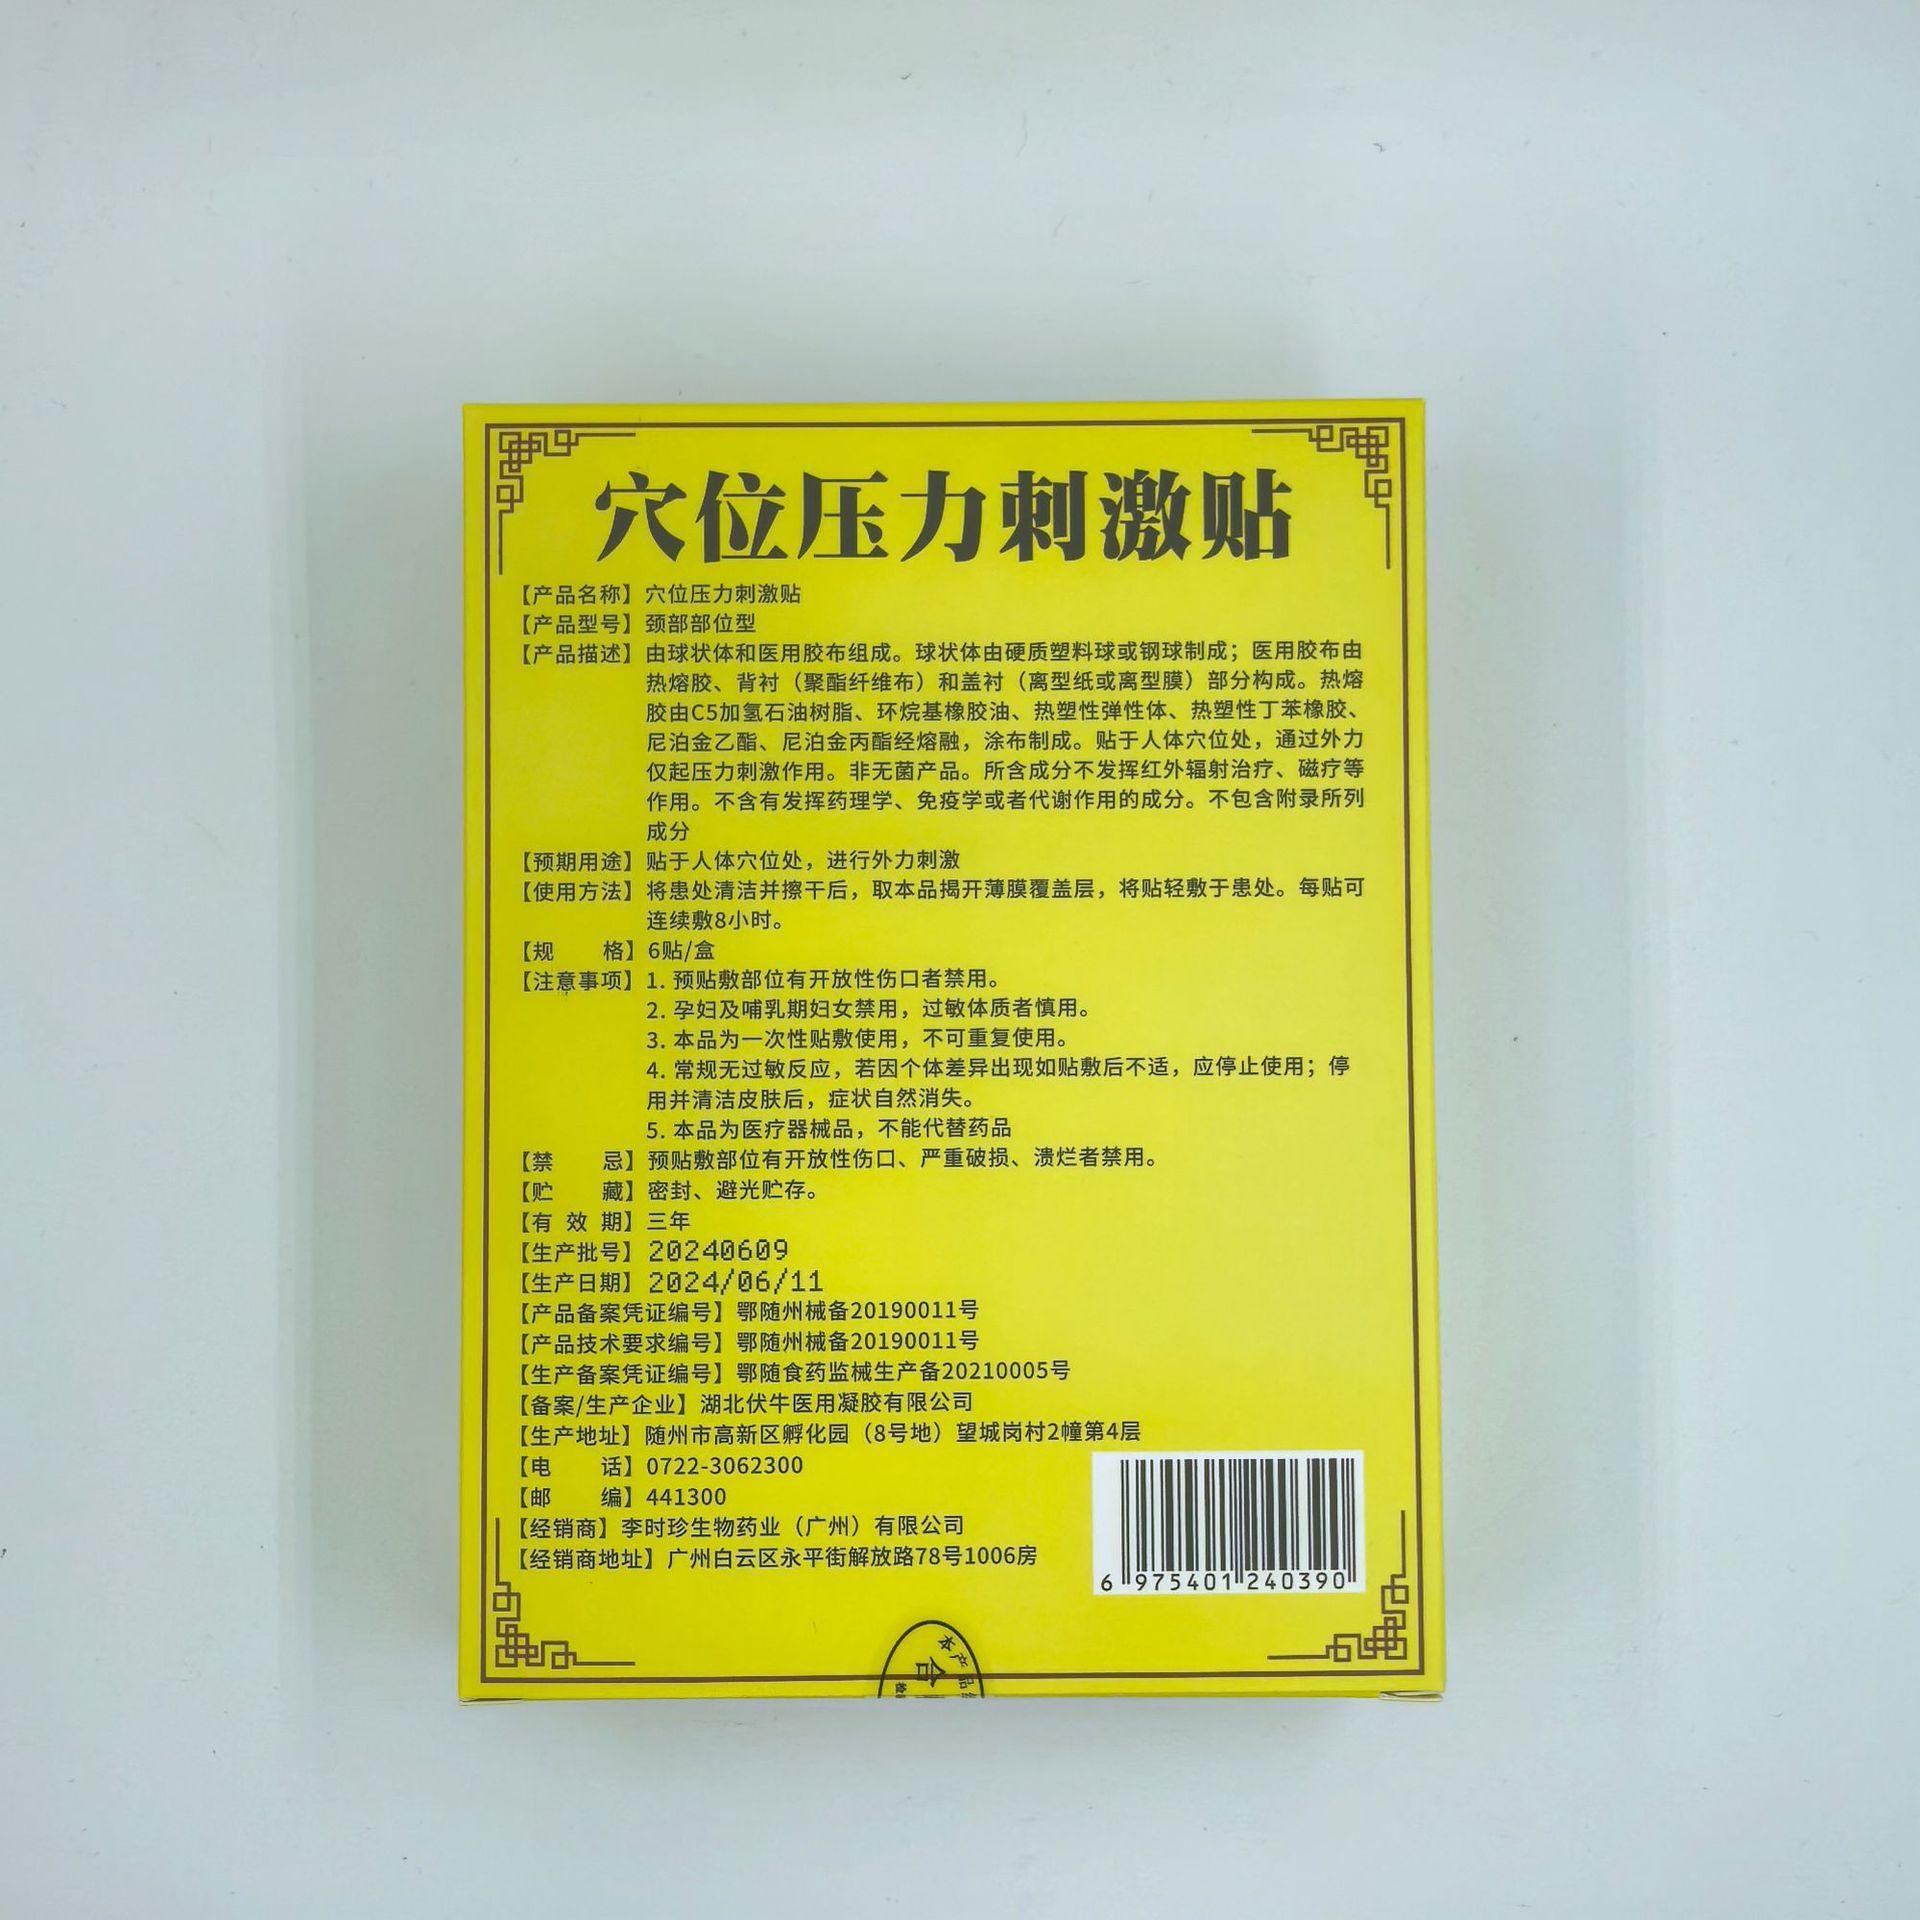 穴位压力刺激贴
【产品名称】穴位压力刺激贴
【产品型号】颈部部位型
【产品描述】由球状体和医用胶布组成。球状体由硬质塑料球或钢球制成；医用胶布由
热熔胶、背衬（聚酯纤维布）和盖衬（离型纸或离型膜）部分构成。热熔
胶由C5加氢石油树脂、环烷基橡胶油、热塑性弹性体、热塑性丁苯橡胶、
尼泊金乙酯、尼泊金丙酯经熔融，涂布制成。贴于人体穴位处，通过外力
仅起压力刺激作用。非无菌产品。所含成分不发挥红外辐射治疗、磁疗等
作用。不含有发挥药理学、免疫学或者代谢作用的成分。不包含附录所列
成分
【预期用途】贴于人体穴位处，进行外力刺激
【使用方法】将患处清洁并擦干后，取本品揭开薄膜覆盖层，将贴轻敷于患处。每贴可
连续敷8小时。
【规 格】6贴/盒
【注意事项】1. 预贴敷部位有开放性伤口者禁用。
2. 孕妇及哺乳期妇女禁用，过敏体质者慎用。
3. 本品为一次性贴敷使用，不可重复使用。
4. 常规无过敏反应，若因个体差异出现如贴敷后不适，应停止使用；停
用并清洁皮肤后，症状自然消失。
5. 本品为医疗器械品，不能代替药品
【禁 忌】预贴敷部位有开放性伤口、严重破损、溃烂者禁用。
【贮 藏】密封、避光贮存。
【有 效 期】三年
【生产批号】20240609
【生产日期】2024/06/11
【产品备案凭证编号】鄂随州械备20190011号
【产品技术要求编号】鄂随州械备20190011号
【生产备案凭证编号】鄂随食药监械生产备20210005号
【备案/生产企业】湖北伏牛医用凝胶有限公司
【生产地址】随州市高新区孵化园（8号地）望城岗村2幢第4层
【电 话】0722-3062300
【邮 编】441300
【经销商】李时珍生物药业（广州）有限公司
【经销商地址】广州白云区永平街解放路78号1006房
6 975401 240390
本产品
合